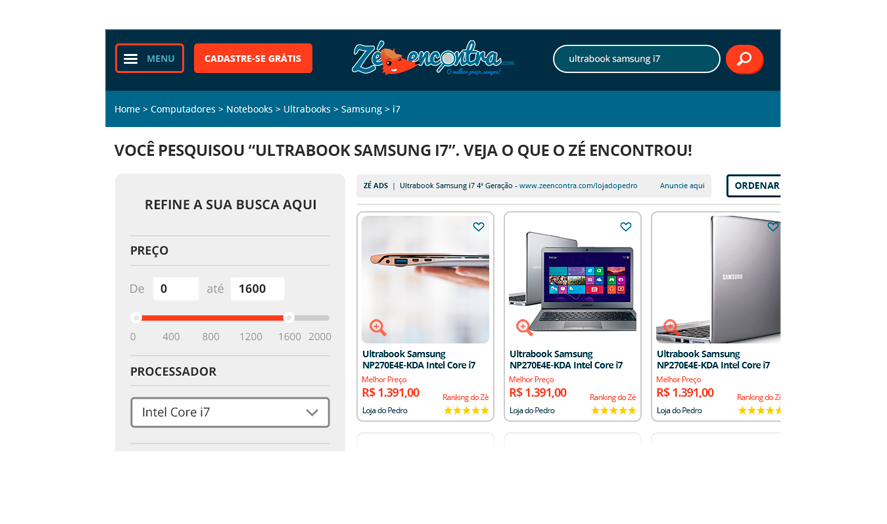 MENU
CADASTRE-SE GRÁTIS
Zé encontra
O melhor preço, sempre!
ultrabook samsung i7
Home > Computadores > Notebooks > Ultrabooks > Samsung > i7
VOCÊ PESQUISOU “ULTRABOOK SAMSUNG I7”. VEJA O QUE O ZÉ ENCONTROU!
REFINE A SUA BUSCA AQUI
PREÇO
De 0 até 1600
0 400 800 1200 1600 2000
PROCESSADOR
Intel Core i7
ZÉ ADS | Ultrabook Samsung i7 4ª Geração - www.zeencontra.com/lojadopedro Anuncie aqui
ORDENAR
SAMSUNG
Ultrabook Samsung
NP270E4E-KDA Intel Core i7
Melhor Preço
R$ 1.391,00
Ranking do Zé
Loja do Pedro
Ultrabook Samsung
NP270E4E-KDA Intel Core i7
Melhor Preço
R$ 1.391,00
Ranking do Zé
Loja do Pedro
Ultrabook Samsung
NP270E4E-KDA Intel Core i7
Melhor Preço
R$ 1.391,00
Ranking do Zé
Loja do Pedro